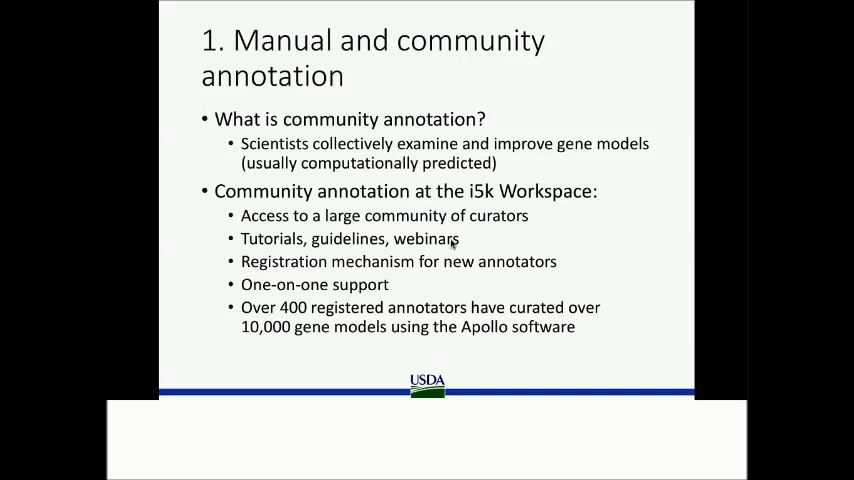 1. Manual and community
annotation
• What is community annotation?
• Scientists collectively examine and improve gene models
(usually computationally predicted)
• Community annotation at the i5k Workspace:
• Access to a large community of curators
• Tutorials, guidelines, webinars
• Registration mechanism for new annotators
• One-on-one support
• Over 400 registered annotators have curated over
10,000 gene models using the Apollo software
USDA